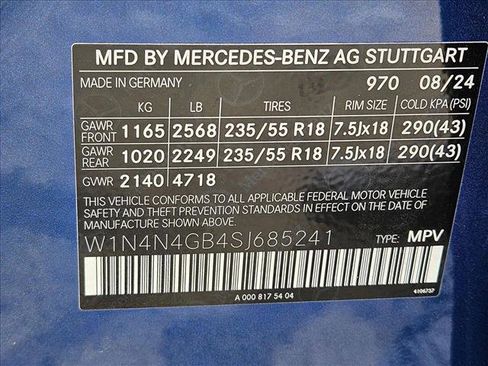 MFD BY MERCEDES-BENZ AG STUTTGART
MADE IN GERMANY 970 08/24
KG LB TIRES RIM SIZE COLD KPA (PSI)
GAWR FRONT 1165 2568 235/55 R18 7.5Jx18 290(43)
GAWR REAR 1020 2249 235/55 R18 7.5Jx18 290(43)
GVWR 2140 4718
THIS VEHICLE CONFORMS TO ALL APPLICABLE FEDERAL MOTOR VEHICLE
SAFETY AND THEFT PREVENTION STANDARDS IN EFFECT ON THE DATE OF
MANUFACTURE SHOWN ABOVE.
W1N4N4GB4SJ685241 TYPE: MPV
A 000 817 54 04